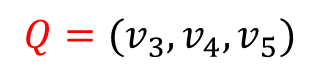 Q = (v₃, v₄, v₅)